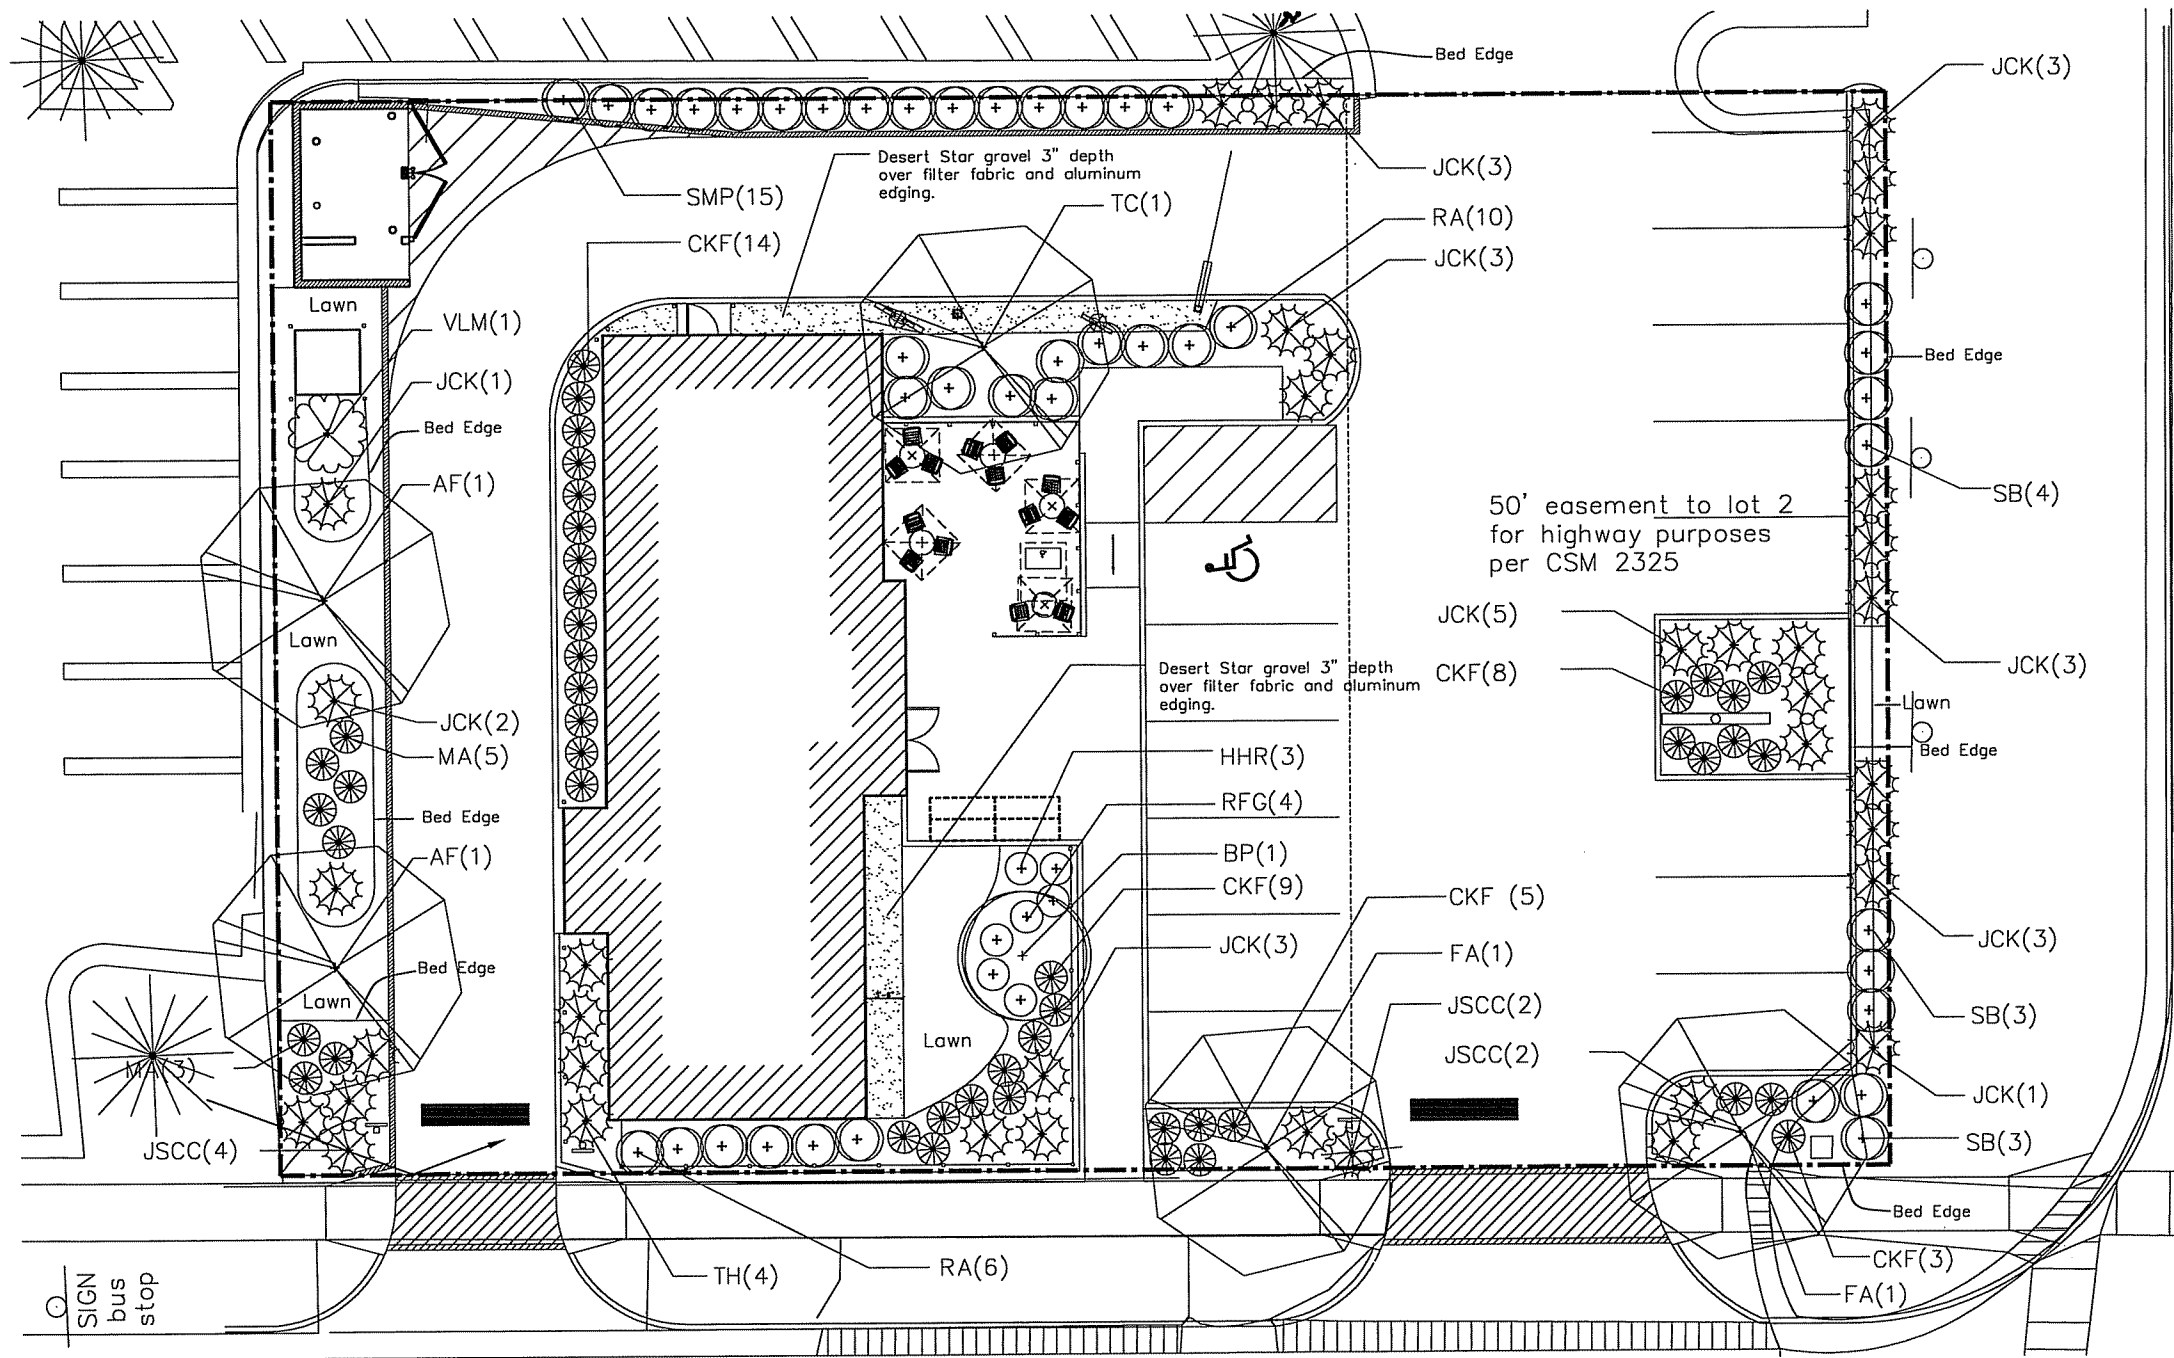 Bed Edge
JCK(3)
Desert Star gravel 3" depth
over filter fabric and aluminum
edging.
JCK(3)
SMP(15)
TC(1)
RA(10)
CKF(14)
JCK(3)
Lawn
VLM(1)
Bed Edge
JCK(1)
Bed Edge
AF(1)
SB(4)
50' easement to lot 2
for highway purposes
per CSM 2325
JCK(5)
Lawn
JCK(3)
Desert Star gravel 3" depth
over filter fabric and aluminum
edging.
CKF(8)
Lawn
JCK(2)
Bed Edge
MA(5)
HHR(3)
RFG(4)
Bed Edge
AF(1)
BP(1)
CKF(9)
CKF (5)
JCK(3)
JCK(3)
FA(1)
Bed Edge
Lawn
JSCC(2)
SB(3)
Lawn
JSCC(2)
MA(3)
JCK(1)
JSCC(4)
SB(3)
Bed Edge
CKF(3)
RA(6)
TH(4)
FA(1)
SIGN
bus
stop